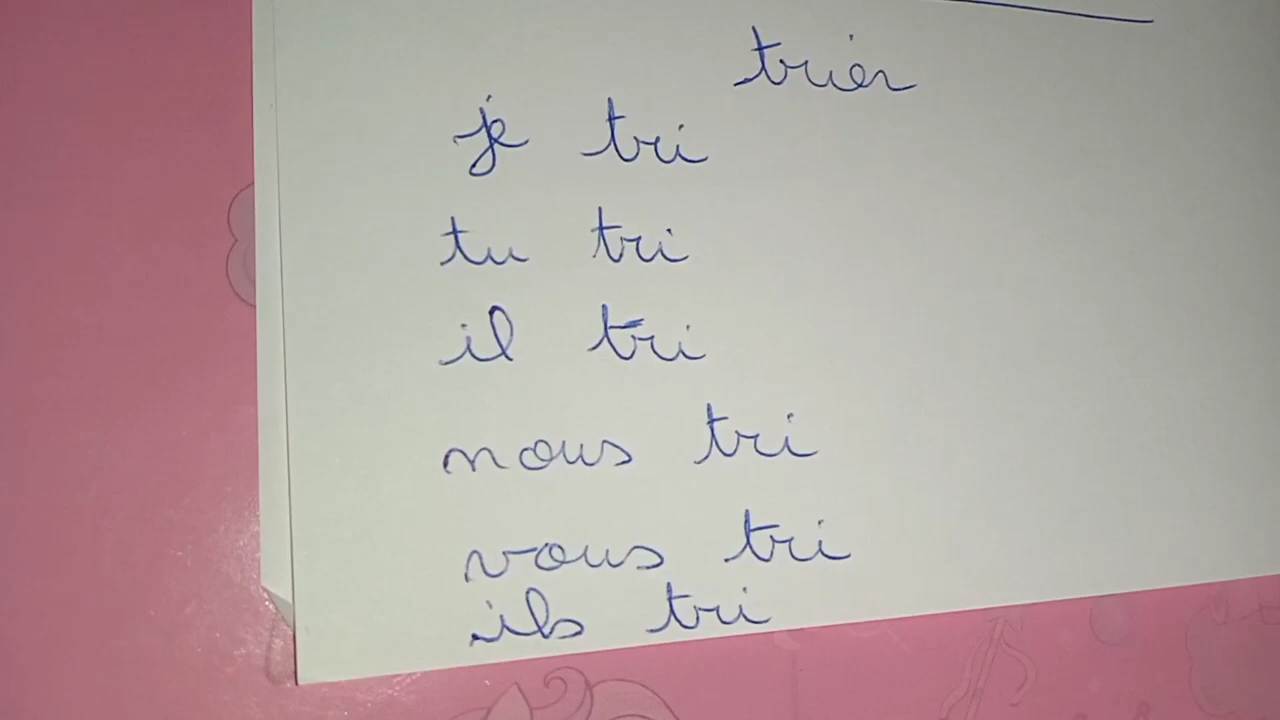 trier
je tri
tu tri
il tri
nous tri
vous tri
ils tri